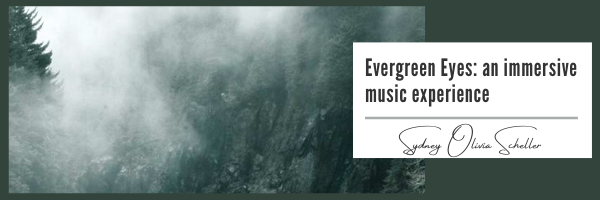 Evergreen Eyes: an immersive
music experience
Sydney Olivia Scheller